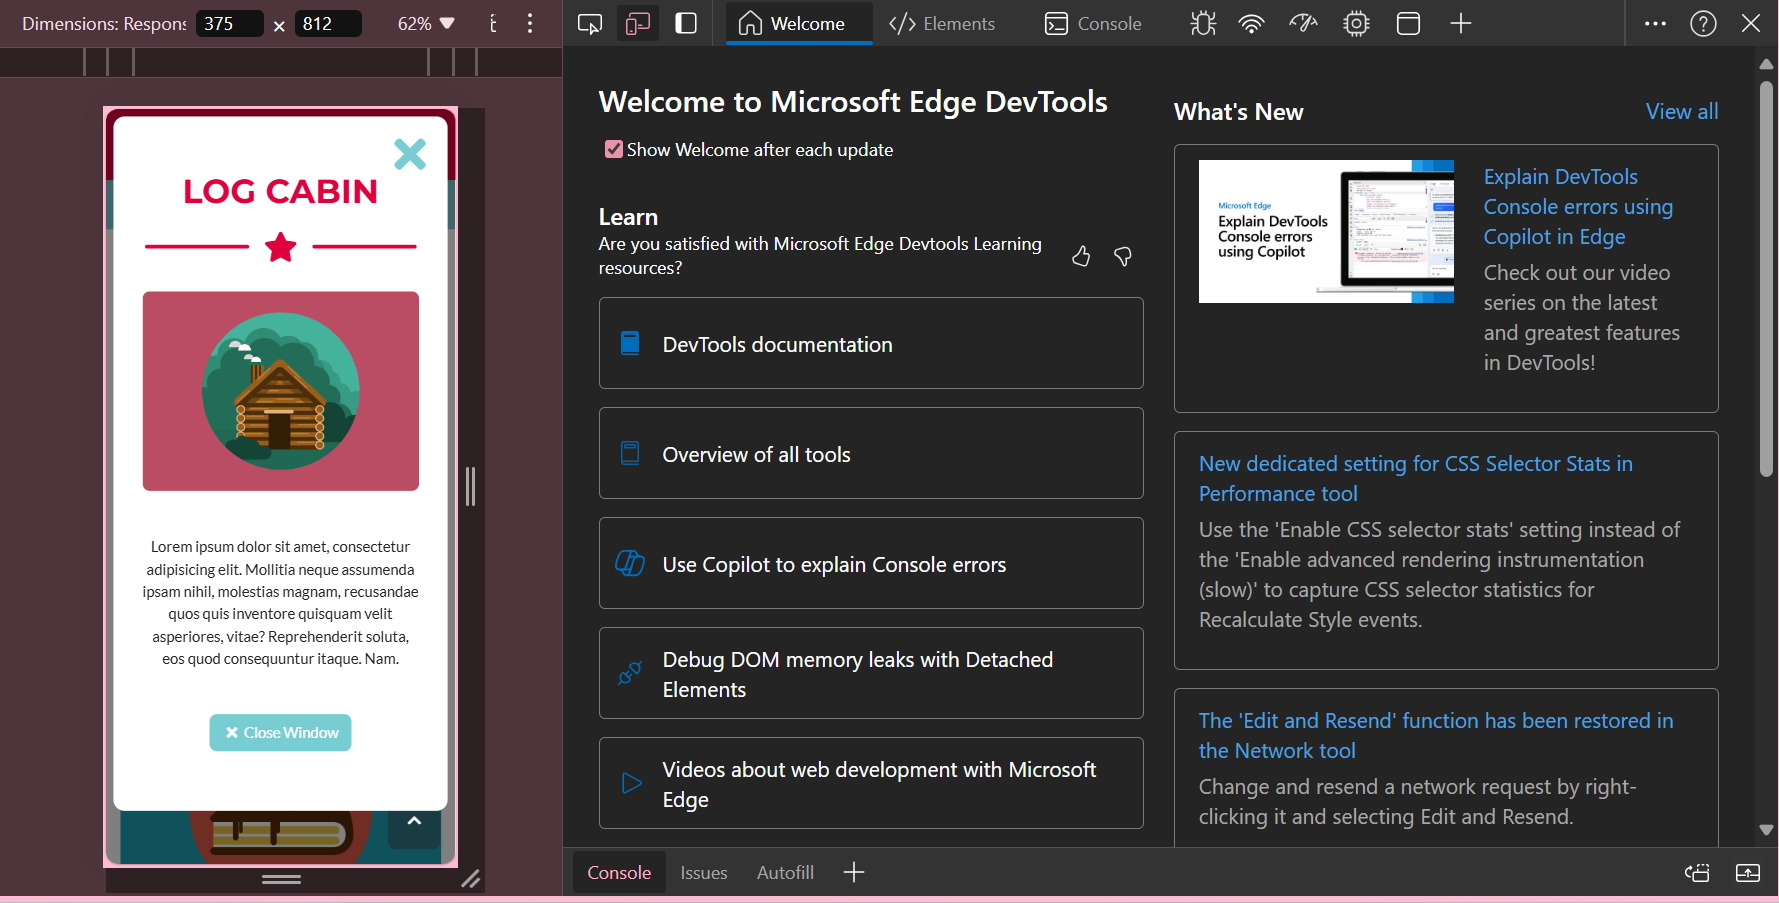 Dimensions: Respons
375
×
812
62%
Welcome
Elements
Console
LOG CABIN
Lorem ipsum dolor sit amet, consectetur
adipisicing elit. Mollitia neque assumenda
ipsam nihil, molestias magnam, recusandae
quos quis inventore quisquam velit
asperiores, vitae? Reprehenderit soluta,
eos quod consequuntur itaque. Nam.
Close Window
Welcome to Microsoft Edge DevTools
Show Welcome after each update
Learn
Are you satisfied with Microsoft Edge Devtools Learning
resources?
DevTools documentation
Overview of all tools
Use Copilot to explain Console errors
Debug DOM memory leaks with Detached
Elements
Videos about web development with Microsoft
Edge
What's New
View all
Microsoft Edge
Explain DevTools
Console errors
using Copilot
Explain DevTools
Console errors using
Copilot in Edge
Check out our video
series on the latest
and greatest features
in DevTools!
New dedicated setting for CSS Selector Stats in
Performance tool
Use the 'Enable CSS selector stats' setting instead of
the 'Enable advanced rendering instrumentation
(slow)' to capture CSS selector statistics for
Recalculate Style events.
The 'Edit and Resend' function has been restored in
the Network tool
Change and resend a network request by right-
clicking it and selecting Edit and Resend.
Console
Issues
Autofill